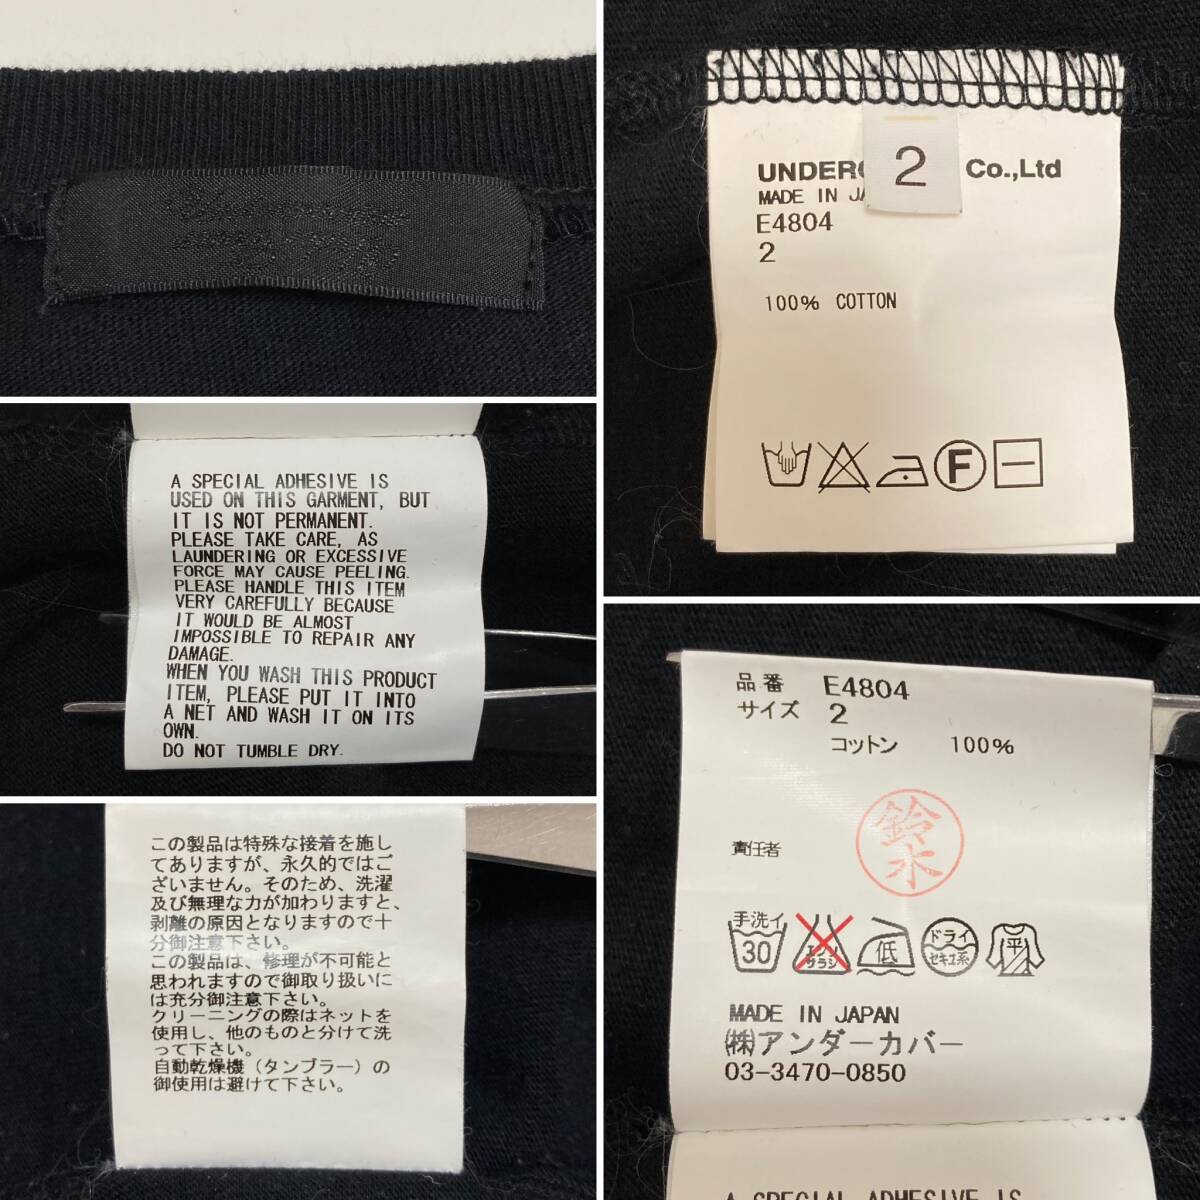 UNDER
2
Co.,Ltd
MADE IN JA
E4804
2
100% COTTON
F
A SPECIAL ADHESIVE IS
USED ON THIS GARMENT, BUT
IT IS NOT PERMANENT.
PLEASE TAKE CARE, AS
LAUNDERING OR EXCESSIVE
FORCE MAY CAUSE PEELING.
PLEASE HANDLE THIS ITEM
VERY CAREFULLY BECAUSE
IT WOULD BE ALMOST
IMPOSSIBLE TO REPAIR ANY
DAMAGE.
WHEN YOU WASH THIS PRODUCT
ITEM, PLEASE PUT IT INTO
A NET AND WASH IT ON ITS
OWN.
DO NOT TUMBLE DRY.
品番 E4804
サイズ 2
コットン 100%
責任者
鈴木
手洗イ
30
エンソ
サラシ
低
ドライ
セキユ系
平
MADE IN JAPAN
㈱アンダーカバー
03-3470-0850
A SPECIAL ADHESIVE IS
この製品は特殊な接着を施し
てありますが、永久的ではご
ざいません。そのため、洗濯
及び無理な力が加わりますと、
剥離の原因となりますので十
分御注意下さい。
この製品は、修理が不可能と
思われますので御取り扱いに
は充分御注意下さい。
クリーニングの際はネットを
使用し、他のものと分けて洗
って下さい。
自動乾燥機（タンブラー）の
御使用は避けて下さい。